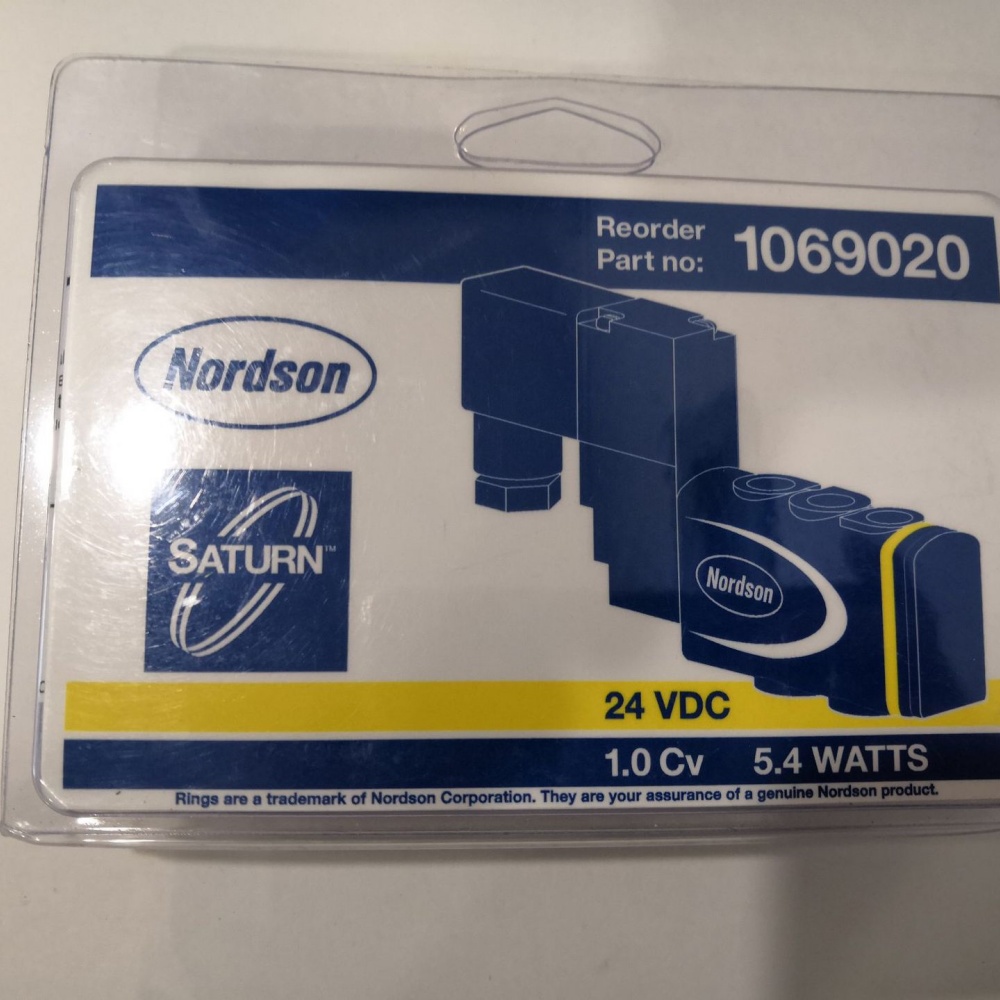 Reorder
Part no: 1069020
Nordson
SATURN™
Nordson
24 VDC
1.0 Cv 5.4 WATTS
Rings are a trademark of Nordson Corporation. They are your assurance of a genuine Nordson product.